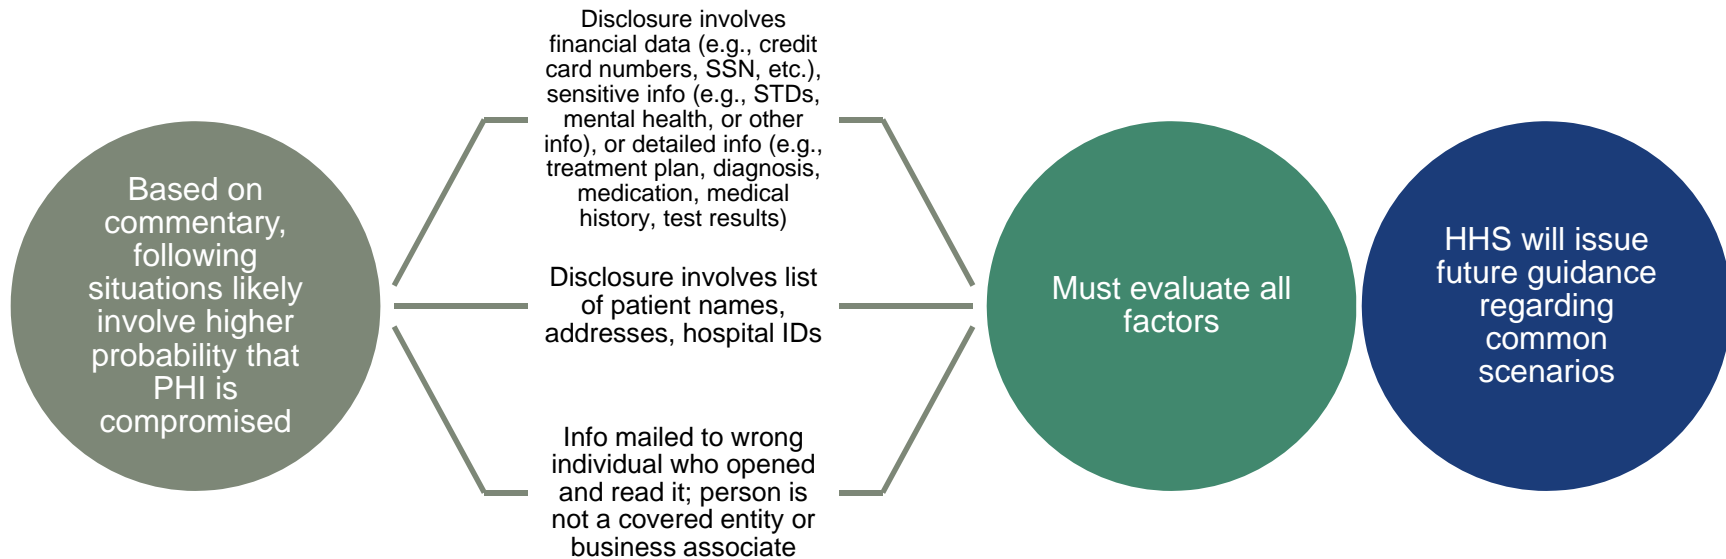 Based on
commentary,
following
situations likely
involve higher
probability that
PHI is
compromised
Disclosure involves
financial data (e.g., credit
card numbers, SSN, etc.),
sensitive info (e.g., STDs,
mental health, or other
info), or detailed info (e.g.,
treatment plan, diagnosis,
medication, medical
history, test results)
Disclosure involves list
of patient names,
addresses, hospital IDs
Info mailed to wrong
individual who opened
and read it; person is
not a covered entity or
business associate
Must evaluate all
factors
HHS will issue
future guidance
regarding
common
scenarios